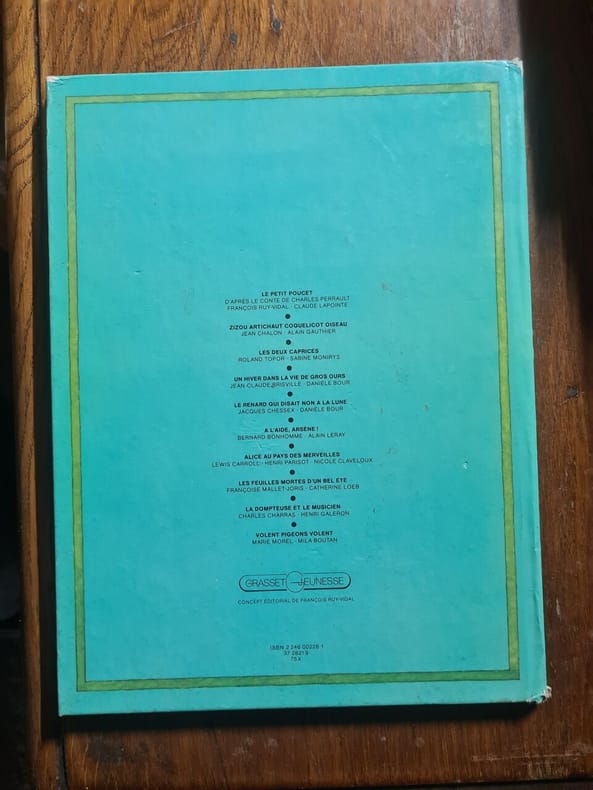 LE PETIT POUCET
D'APRÈS LE CONTE DE CHARLES PERRAULT
FRANÇOIS RUY-VIDAL · CLAUDE LAPOINTE
ZIZOU ARTICHAUT COQUELICOT OISEAU
JEAN CHALON · ALAIN GAUTHIER
LES DEUX CAPRICES
ROLAND TOPOR · SABINE MONIRYS
UN HIVER DANS LA VIE DE GROS OURS
JEAN CLAUDE BRISVILLE · DANIÈLE BOUR
LE RENARD QUI DISAIT NON A LA LUNE
JACQUES CHESSEX · DANIÈLE BOUR
A L'AIDE, ARSÈNE !
BERNARD BONHOMME · ALAIN LERAY
ALICE AU PAYS DES MERVEILLES
LEWIS CARROLL · HENRI PARISOT · NICOLE CLAVELOUX
LES FEUILLES MORTES D'UN BEL ÉTÉ
FRANÇOISE MALLET-JORIS · CATHERINE LOEB
LA DOMPTEUSE ET LE MUSICIEN
CHARLES CHARRAS · HENRI GALERON
VOLENT PIGEONS VOLENT
MARIE MOREL · MILA BOUTAN
GRASSET JEUNESSE
CONCEPT ÉDITORIAL DE FRANÇOIS RUY-VIDAL
ISBN 2 246 00228 1
37 2821 9
75 X